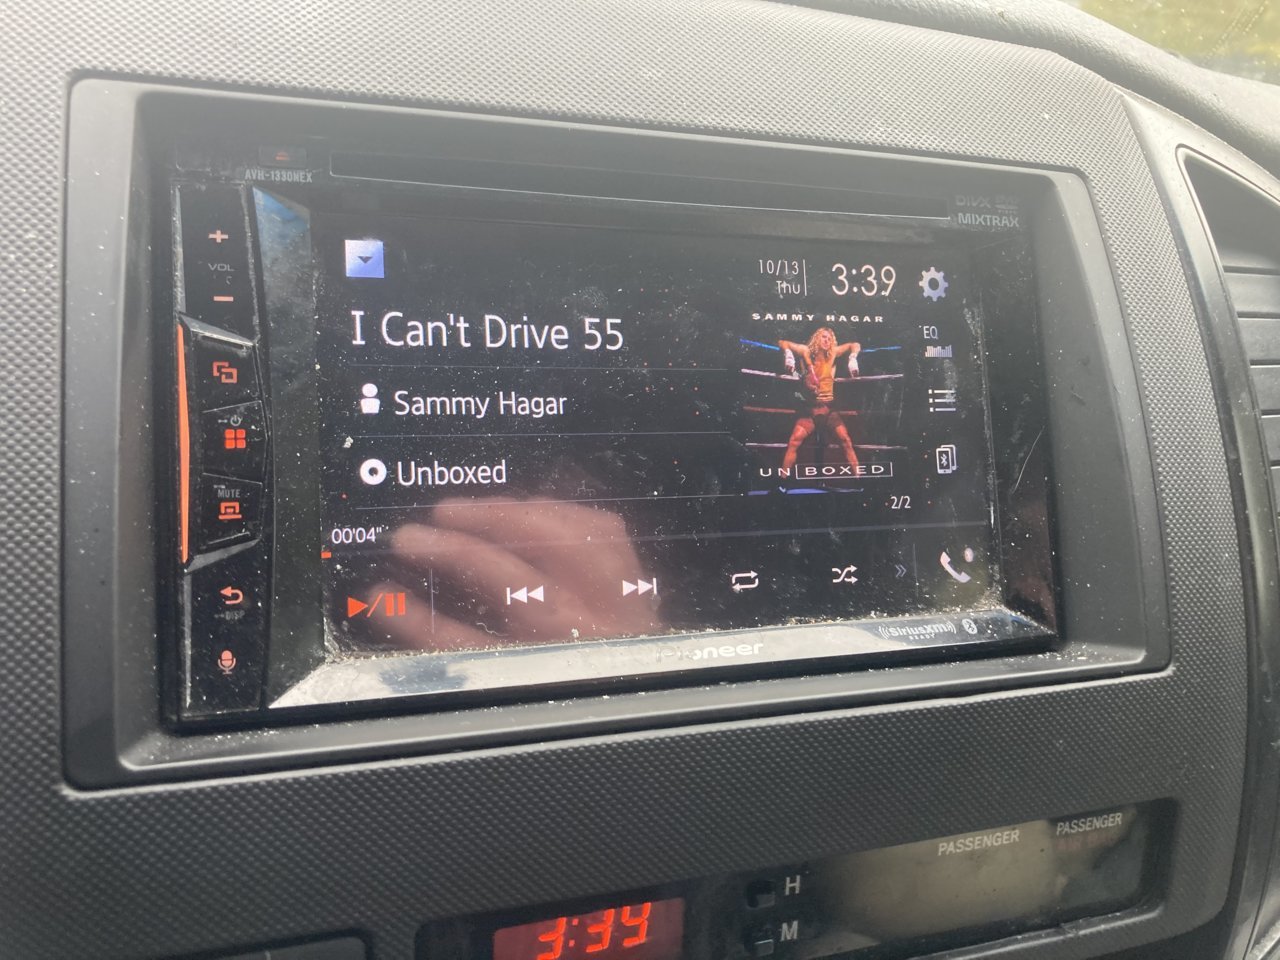 AVH-1330NEX
DIVX
MIXTRAX
+
VOL
−
MUTE
DISP
10/13
Thu
3:39
I Can't Drive 55
Sammy Hagar
Unboxed
SAMMY HAGAR
UNBOXED
EQ
2/2
00'04"
Pioneer
SiriusXM
READY
PASSENGER
PASSENGER
H
M
3:39